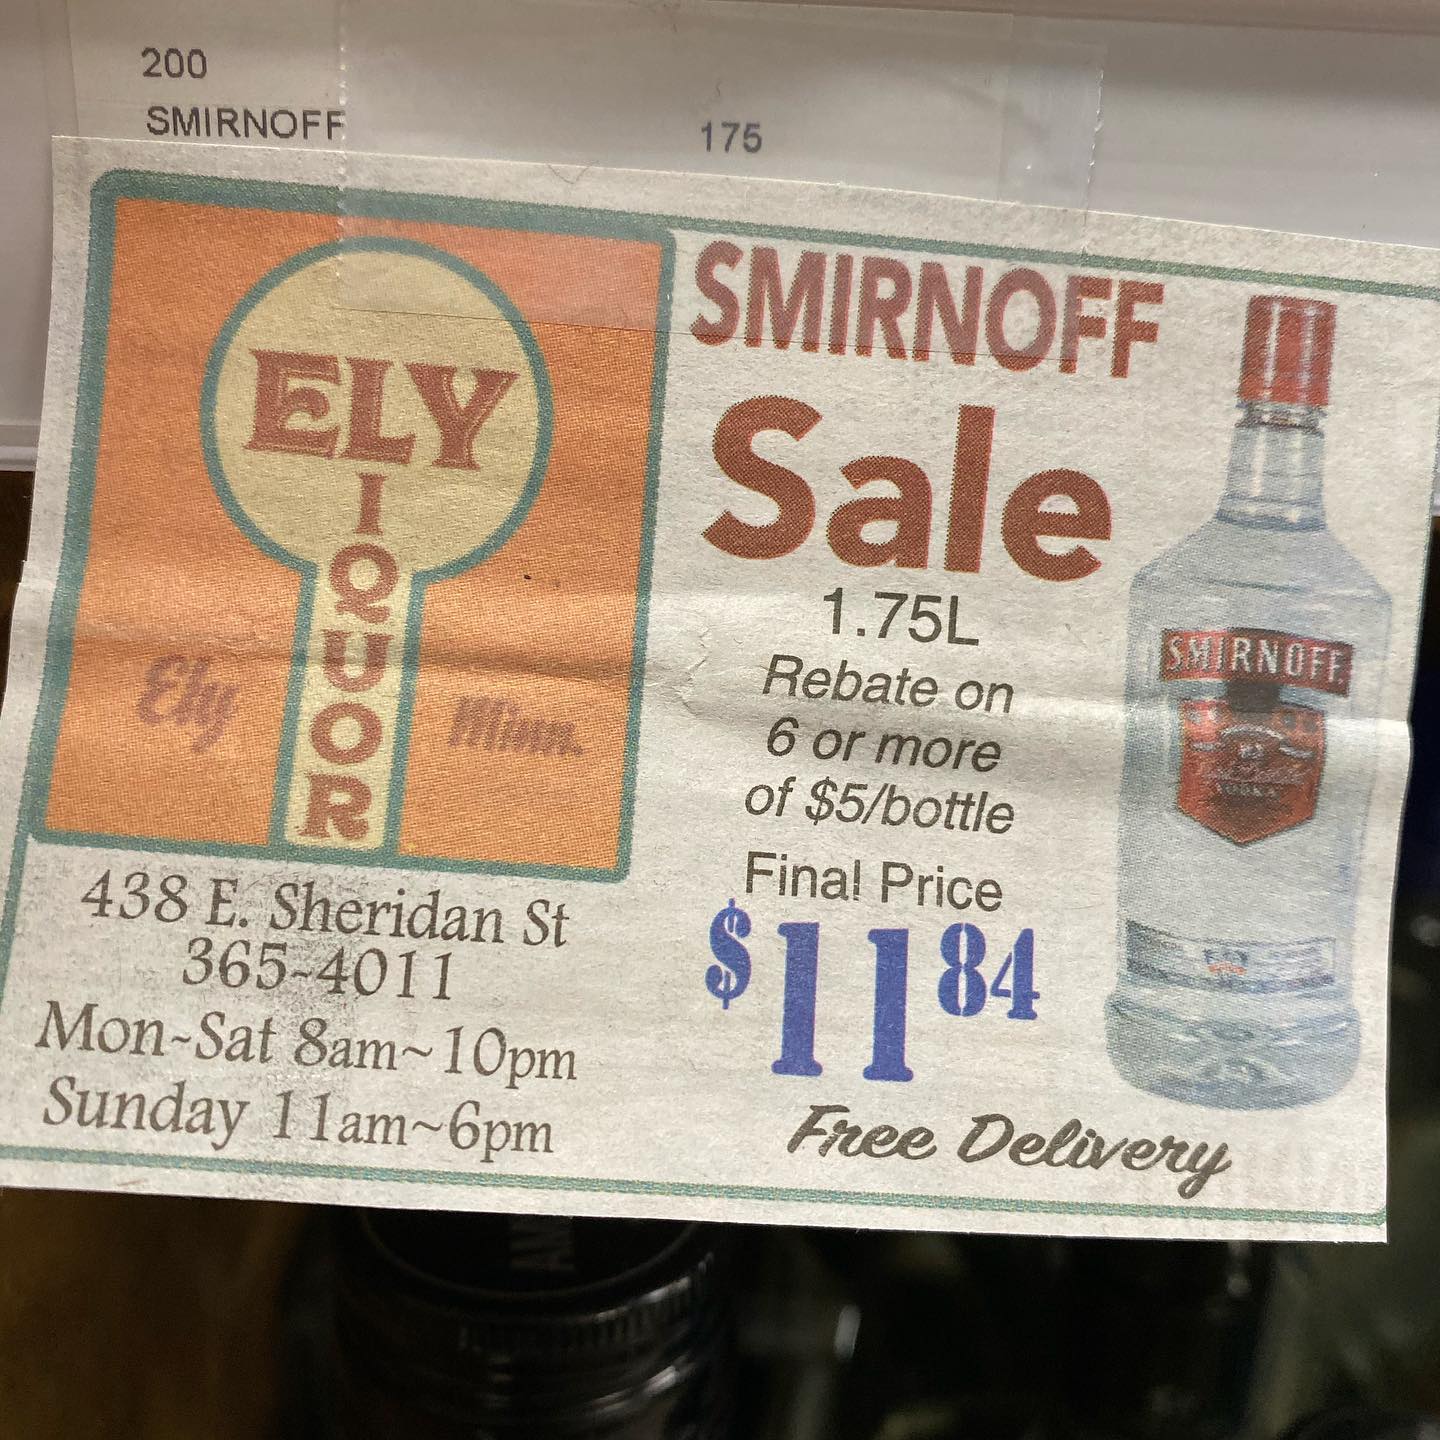 200
SMIRNOFF
175
ELY
LIQUOR
Ely Minn.
438 E. Sheridan St
365~4011
Mon~Sat 8am~10pm
Sunday 11am~6pm
SMIRNOFF
Sale
1.75L
Rebate on
6 or more
of $5/bottle
Final Price
$11 84
Free Delivery
SMIRNOFF
VODKA